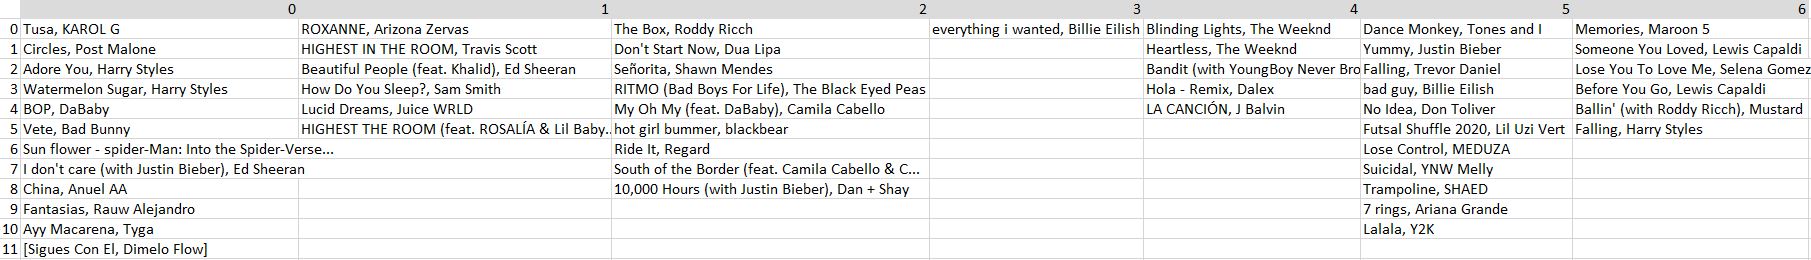 0 1 2 3 4 5 6
0 Tusa, KAROL G ROXANNE, Arizona Zervas The Box, Roddy Ricch everything i wanted, Billie Eilish Blinding Lights, The Weeknd Dance Monkey, Tones and I Memories, Maroon 5
1 Circles, Post Malone HIGHEST IN THE ROOM, Travis Scott Don't Start Now, Dua Lipa Heartless, The Weeknd Yummy, Justin Bieber Someone You Loved, Lewis Capaldi
2 Adore You, Harry Styles Beautiful People (feat. Khalid), Ed Sheeran Señorita, Shawn Mendes Bandit (with YoungBoy Never Bro Falling, Trevor Daniel Lose You To Love Me, Selena Gomez
3 Watermelon Sugar, Harry Styles How Do You Sleep?, Sam Smith RITMO (Bad Boys For Life), The Black Eyed Peas Hola - Remix, Dalex bad guy, Billie Eilish Before You Go, Lewis Capaldi
4 BOP, DaBaby Lucid Dreams, Juice WRLD My Oh My (feat. DaBaby), Camila Cabello LA CANCIÓN, J Balvin No Idea, Don Toliver Ballin' (with Roddy Ricch), Mustard
5 Vete, Bad Bunny HIGHEST THE ROOM (feat. ROSALÍA & Lil Baby.. hot girl bummer, blackbear Futsal Shuffle 2020, Lil Uzi Vert Falling, Harry Styles
6 Sun flower - spider-Man: Into the Spider-Verse... Ride It, Regard Lose Control, MEDUZA
7 I don't care (with Justin Bieber), Ed Sheeran South of the Border (feat. Camila Cabello & C... Suicidal, YNW Melly
8 China, Anuel AA 10,000 Hours (with Justin Bieber), Dan + Shay Trampoline, SHAED
9 Fantasias, Rauw Alejandro 7 rings, Ariana Grande
10 Ayy Macarena, Tyga Lalala, Y2K
11 [Sigues Con El, Dimelo Flow]